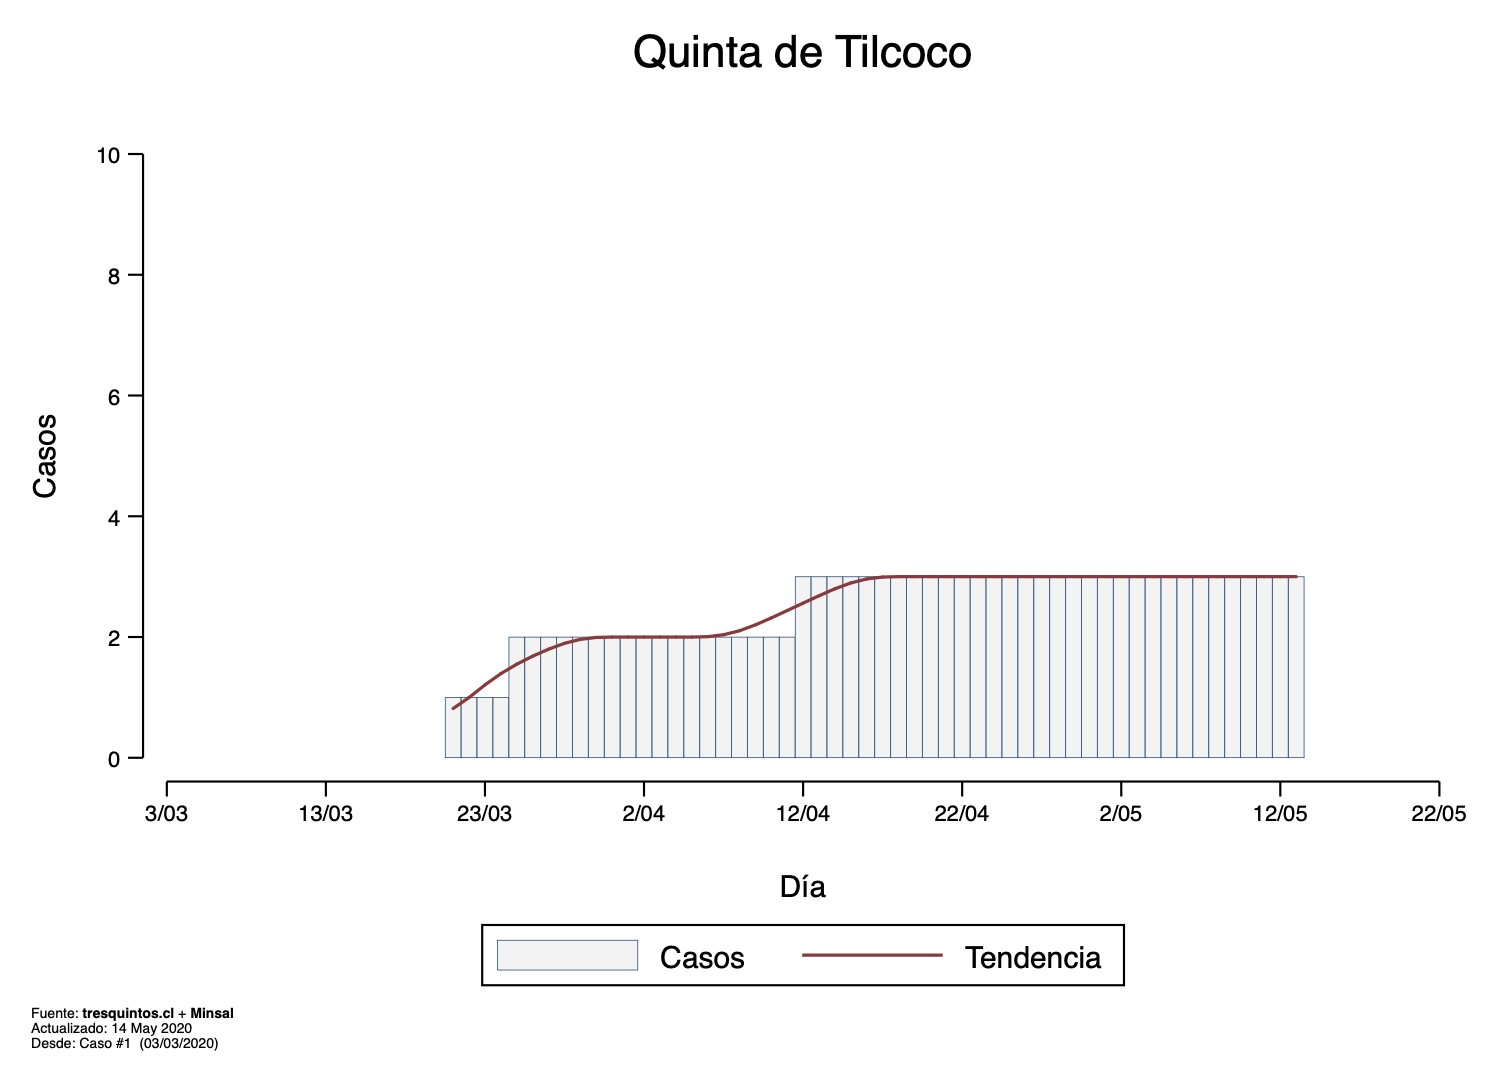 Quinta de Tilcoco
10
8
6
4
2
0
Casos
3/03 13/03 23/03 2/04 12/04 22/04 2/05 12/05 22/05
Día
Casos Tendencia
Fuente: tresquintos.cl + Minsal
Actualizado: 14 May 2020
Desde: Caso #1 (03/03/2020)